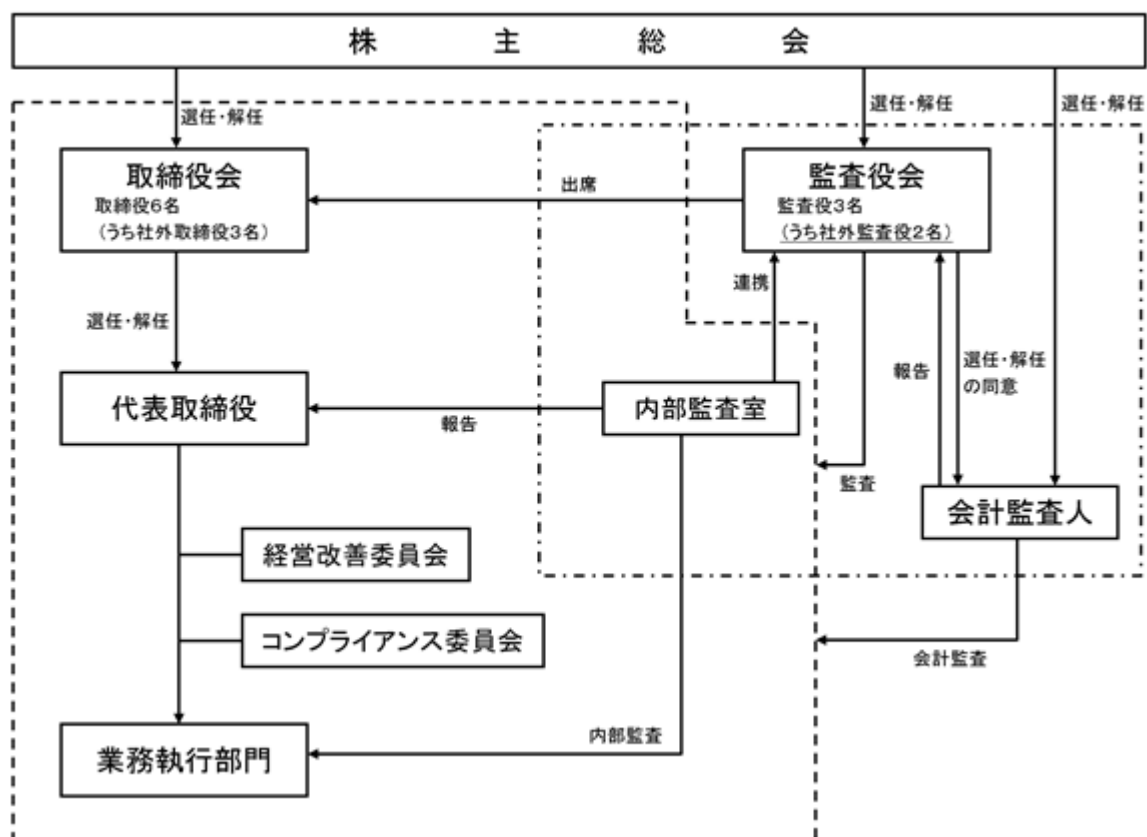 株主総会
選任・解任
選任・解任
選任・解任
取締役会
取締役6名
（うち社外取締役3名）
出席
監査役会
監査役3名
（うち社外監査役2名）
連携
選任・解任
報告
選任・解任
の同意
代表取締役
報告
内部監査室
監査
会計監査人
経営改善委員会
コンプライアンス委員会
会計監査
内部監査
業務執行部門